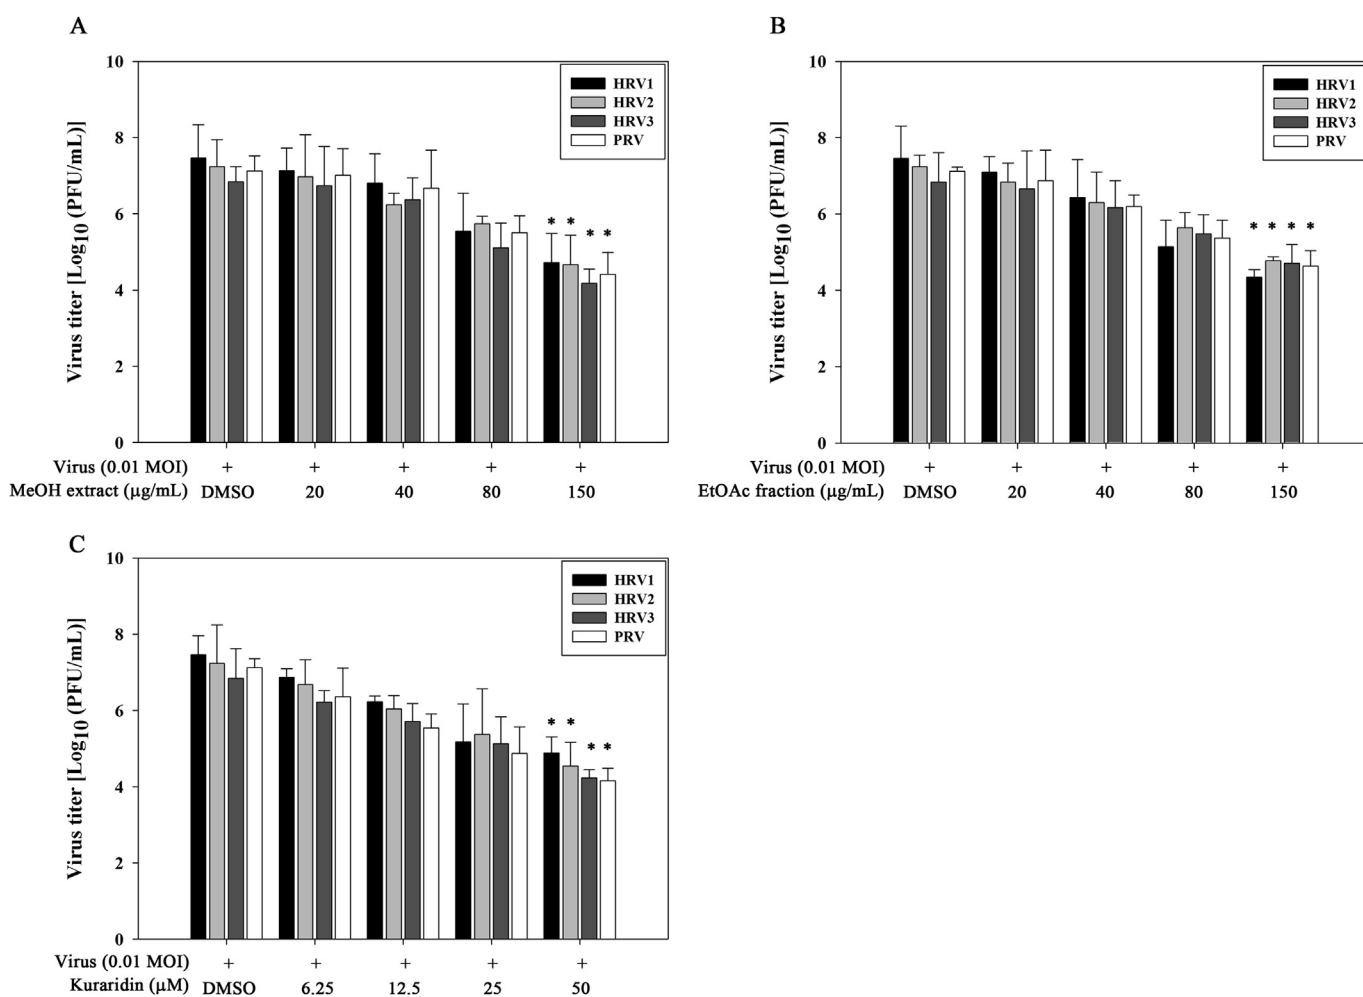 A
Virus titer [Log10 (PFU/mL)]
10
8
6
4
2
0
HRV1
HRV2
HRV3
PRV
* * * *
Virus (0.01 MOI) + + + + +
MeOH extract (µg/mL) DMSO 20 40 80 150
B
Virus titer [Log10 (PFU/mL)]
10
8
6
4
2
0
HRV1
HRV2
HRV3
PRV
* * * *
Virus (0.01 MOI) + + + + +
EtOAc fraction (µg/mL) DMSO 20 40 80 150
C
Virus titer [Log10 (PFU/mL)]
10
8
6
4
2
0
HRV1
HRV2
HRV3
PRV
* * * *
Virus (0.01 MOI) + + + + +
Kuraridin (µM) DMSO 6.25 12.5 25 50